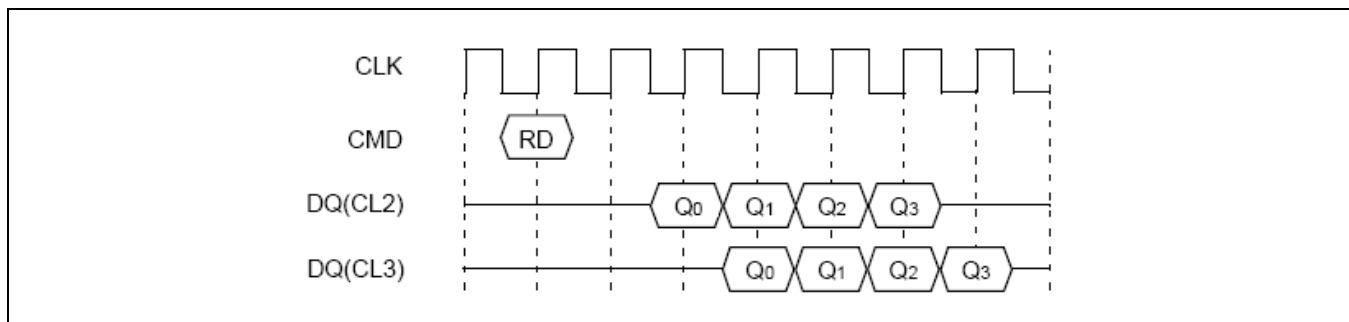 CLK
CMD RD
DQ(CL2) Q0 Q1 Q2 Q3
DQ(CL3) Q0 Q1 Q2 Q3